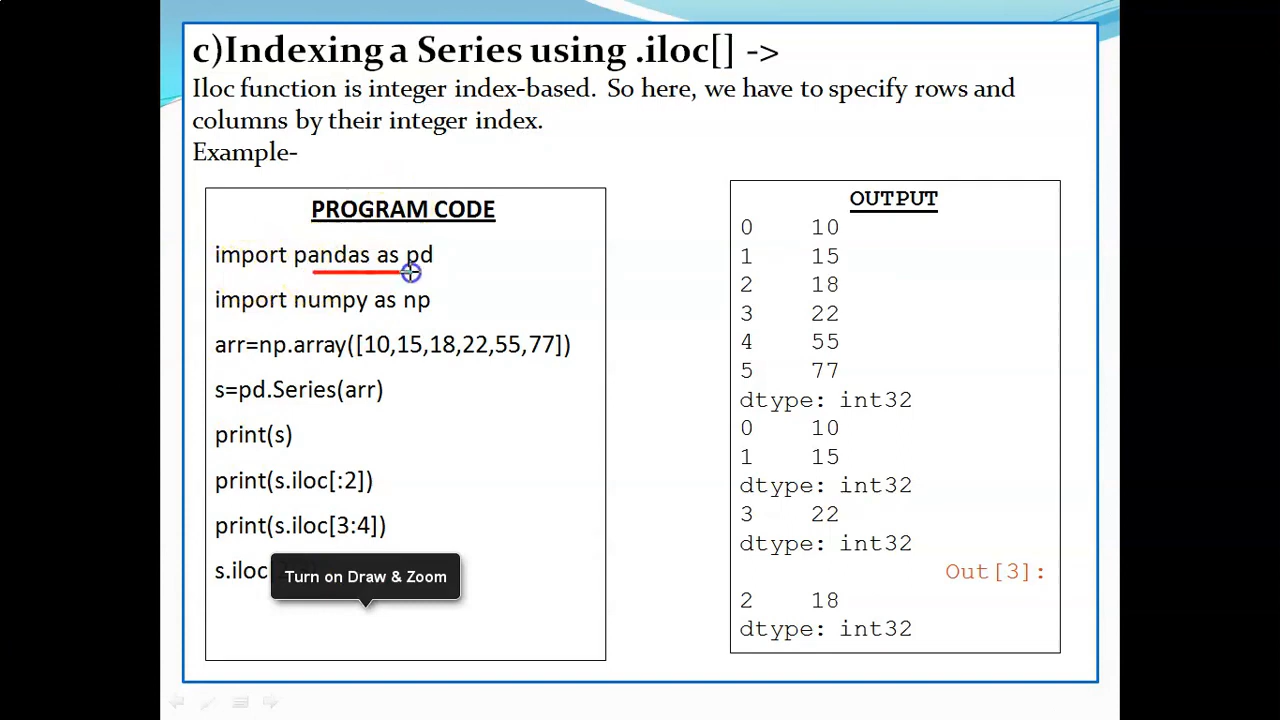 c)Indexing a Series using .iloc[] ->
Iloc function is integer index-based. So here, we have to specify rows and
columns by their integer index.
Example-
PROGRAM CODE
import pandas as pd
import numpy as np
arr=np.array([10,15,18,22,55,77])
s=pd.Series(arr)
print(s)
print(s.iloc[:2])
print(s.iloc[3:4])
s.iloc
Turn on Draw & Zoom
OUTPUT
0 10
1 15
2 18
3 22
4 55
5 77
dtype: int32
0 10
1 15
dtype: int32
3 22
dtype: int32
Out[3]:
2 18
dtype: int32